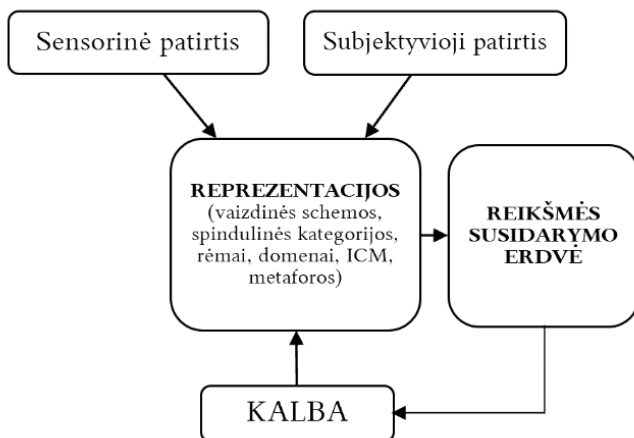 Sensorinė patirtis
Subjektyvioji patirtis
REPREZENTACIJOS
(vaizdinės schemos,
spindulinės kategorijos,
rėmai, domenai, ICM,
metaforos)
REIKŠMĖS
SUSIDARYMO
ERDVĖ
KALBA